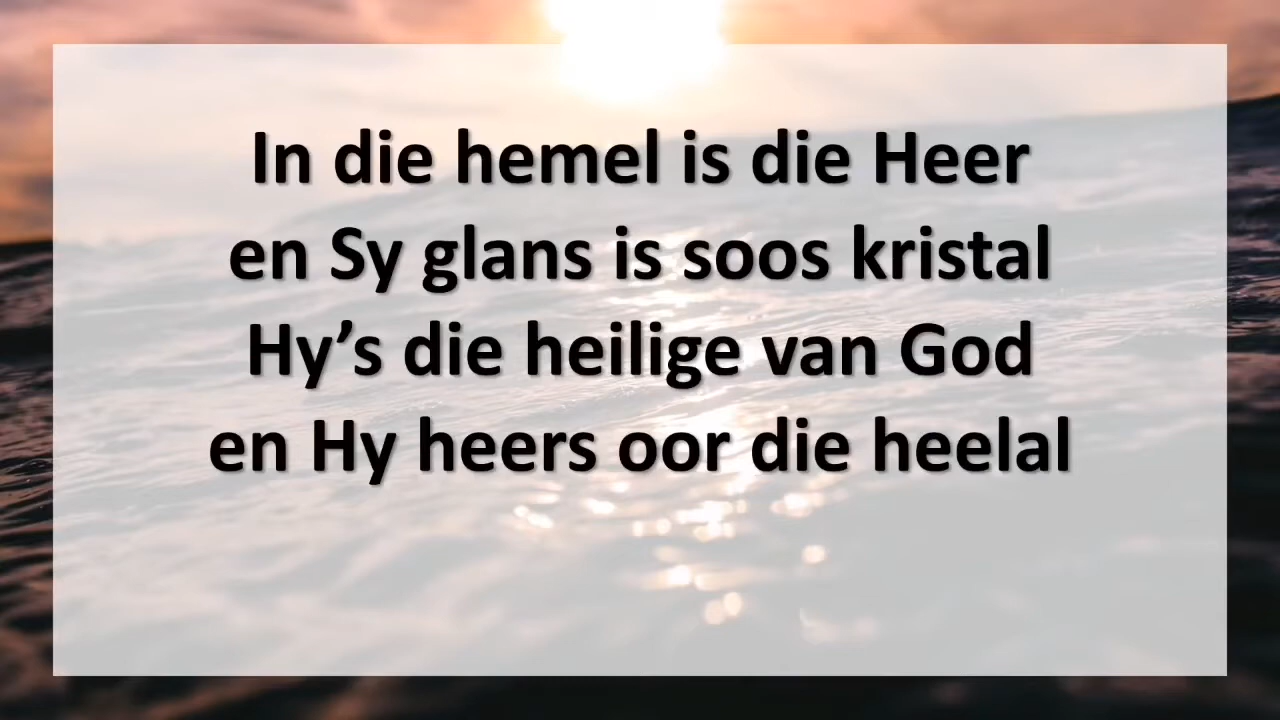 In die hemel is die Heer
en Sy glans is soos kristal
Hy’s die heilige van God
en Hy heers oor die heelal